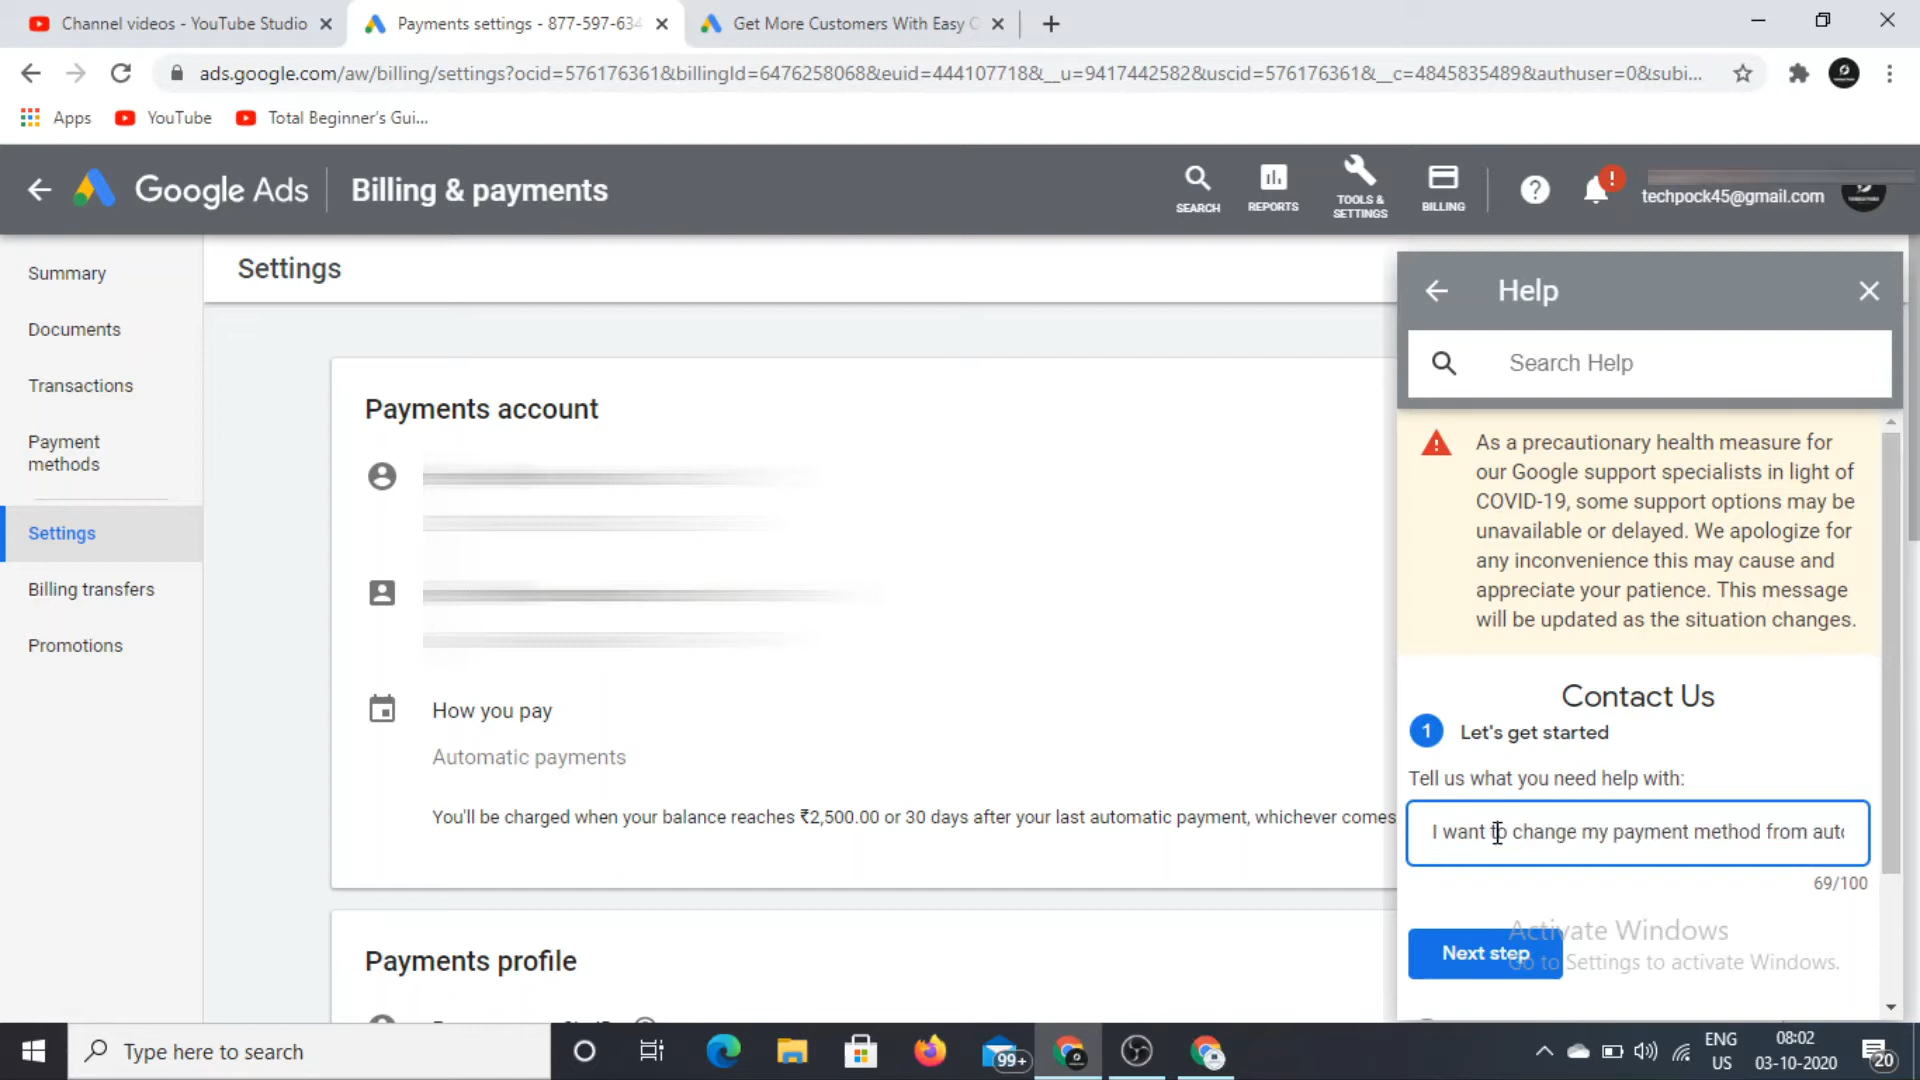 Channel videos - YouTube Studio
Payments settings - 877-597-634
Get More Customers With Easy C
ads.google.com/aw/billing/settings?ocid=576176361&billingId=6476258068&euid=444107718&__u=9417442582&uscid=576176361&__c=4845835489&authuser=0&subi...
Apps
YouTube
Total Beginner's Gui...
Google Ads
Billing & payments
SEARCH
REPORTS
TOOLS &
SETTINGS
BILLING
techpock45@gmail.com
Summary
Documents
Transactions
Payment
methods
Settings
Billing transfers
Promotions
Settings
Payments account
How you pay
Automatic payments
You'll be charged when your balance reaches ₹2,500.00 or 30 days after your last automatic payment, whichever comes
Payments profile
Help
Search Help
As a precautionary health measure for
our Google support specialists in light of
COVID-19, some support options may be
unavailable or delayed. We apologize for
any inconvenience this may cause and
appreciate your patience. This message
will be updated as the situation changes.
Contact Us
1 Let's get started
Tell us what you need help with:
I want to change my payment method from auto
69/100
Next step
Activate Windows
Go to Settings to activate Windows.
Type here to search
99+
ENG
US
08:02
03-10-2020
20